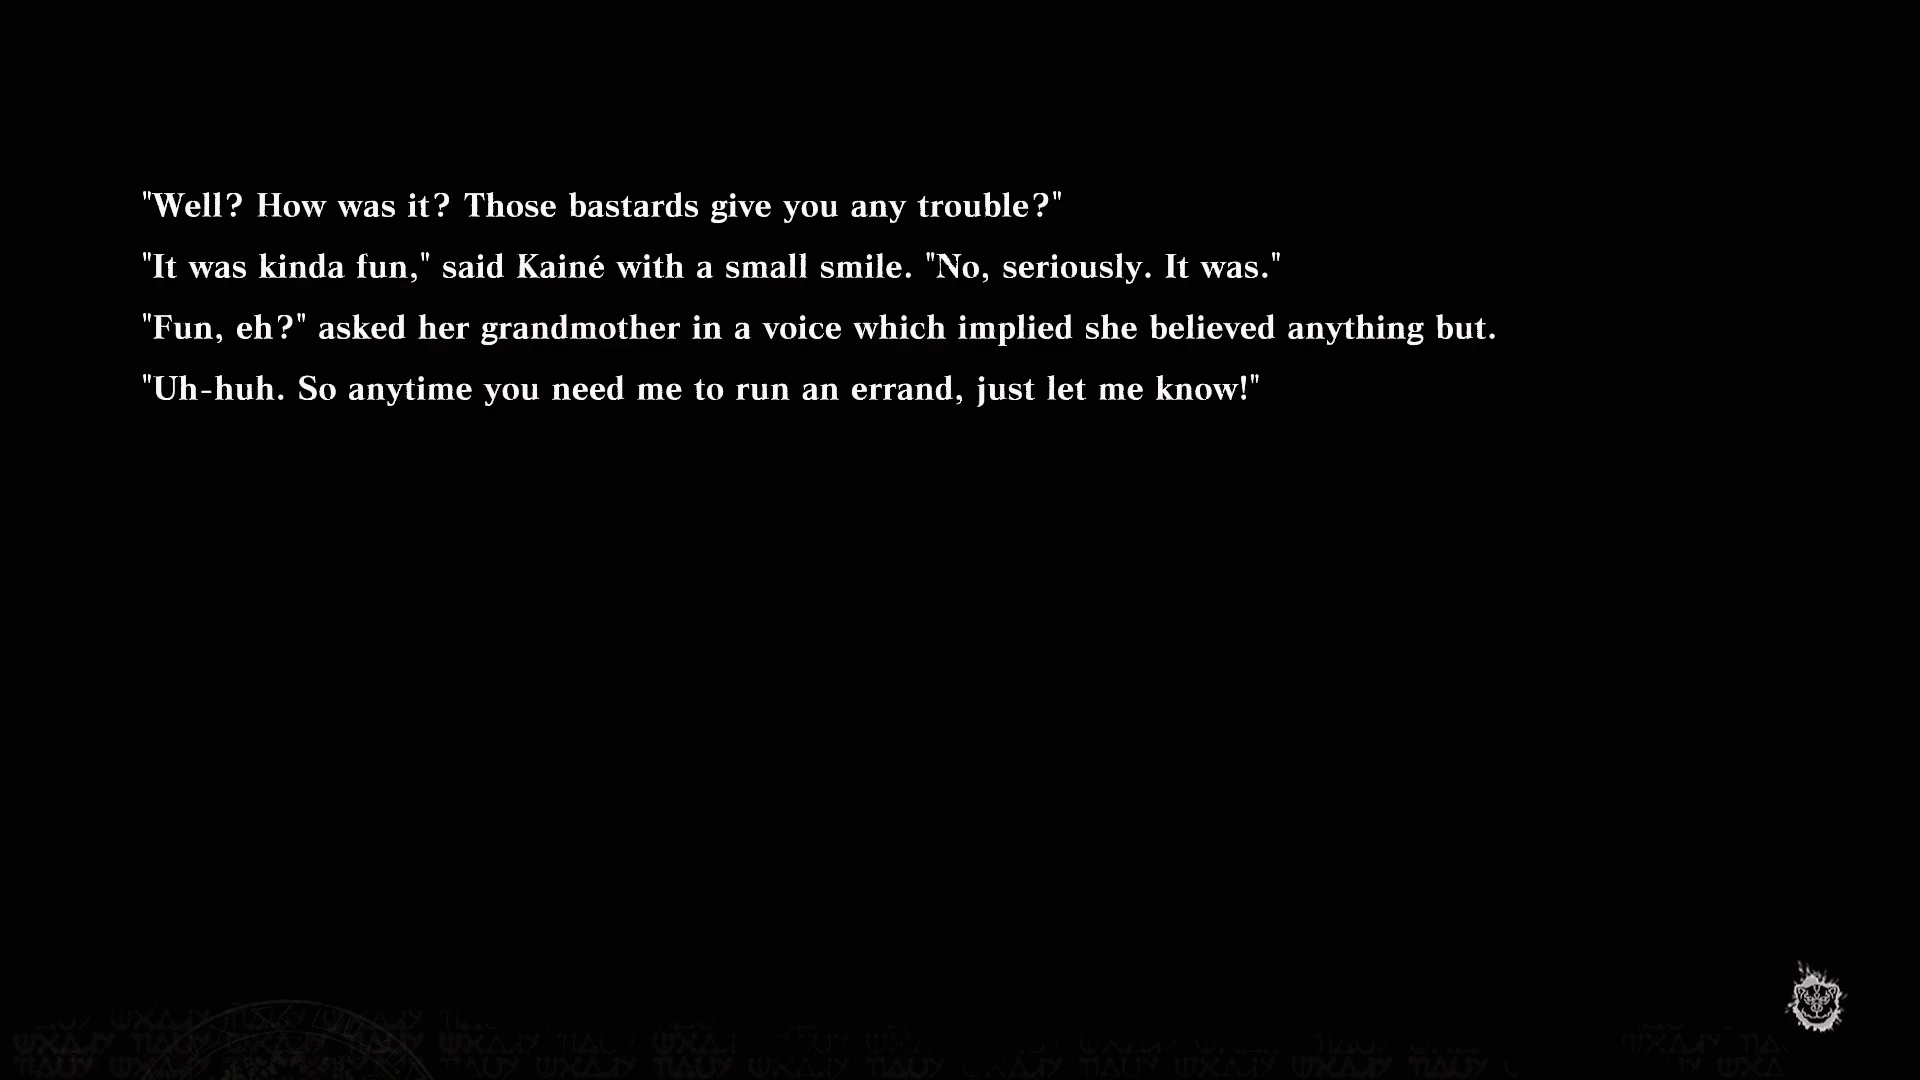 "Well? How was it? Those bastards give you any trouble?"
"It was kinda fun," said Kainé with a small smile. "No, seriously. It was."
"Fun, eh?" asked her grandmother in a voice which implied she believed anything but.
"Uh-huh. So anytime you need me to run an errand, just let me know!"